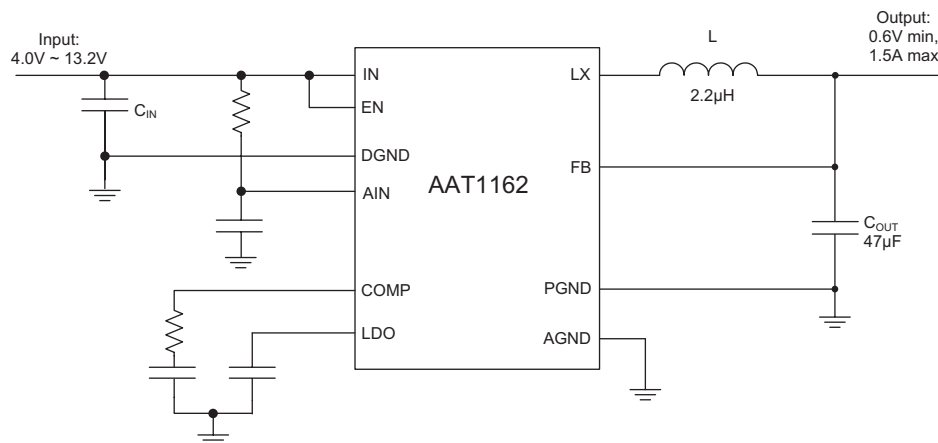 Input:
4.0V ~ 13.2V
C_IN
IN
EN
DGND
AIN
COMP
LDO
AAT1162
LX
FB
PGND
AGND
L
2.2µH
Output:
0.6V min,
1.5A max
C_OUT
47µF